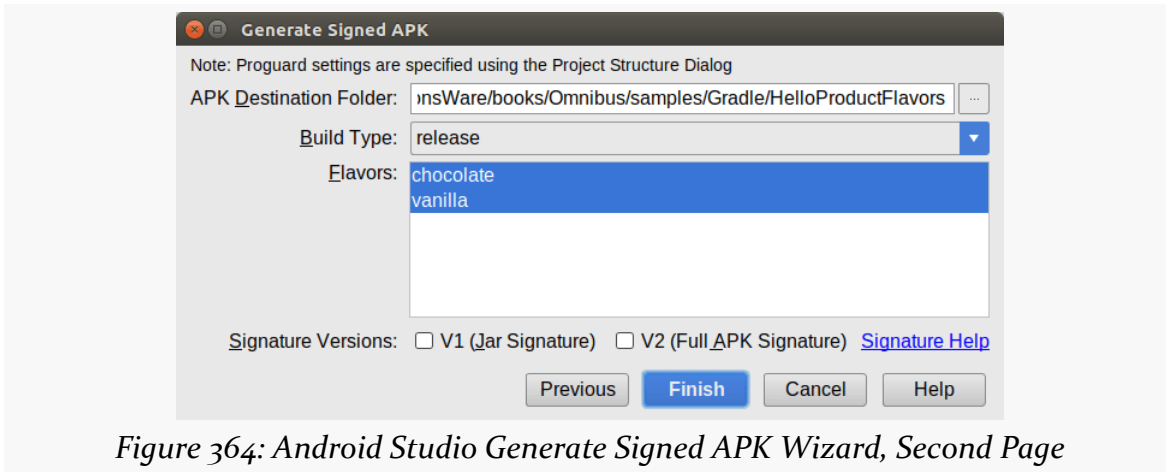 Generate Signed APK
Note: Proguard settings are specified using the Project Structure Dialog
APK Destination Folder: onsWare/books/Omnibus/samples/Gradle/HelloProductFlavors ...
Build Type: release
Flavors: chocolate
vanilla
Signature Versions: V1 (Jar Signature) V2 (Full APK Signature) Signature Help
Previous Finish Cancel Help
Figure 364: Android Studio Generate Signed APK Wizard, Second Page